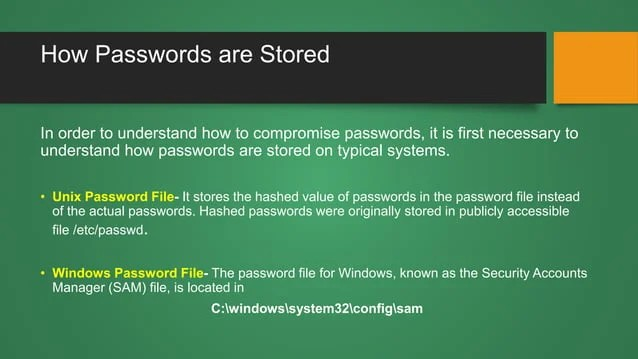 How Passwords are Stored
In order to understand how to compromise passwords, it is first necessary to
understand how passwords are stored on typical systems.
• Unix Password File- It stores the hashed value of passwords in the password file instead
of the actual passwords. Hashed passwords were originally stored in publicly accessible
file /etc/passwd.
• Windows Password File- The password file for Windows, known as the Security Accounts
Manager (SAM) file, is located in
C:\windows\system32\config\sam